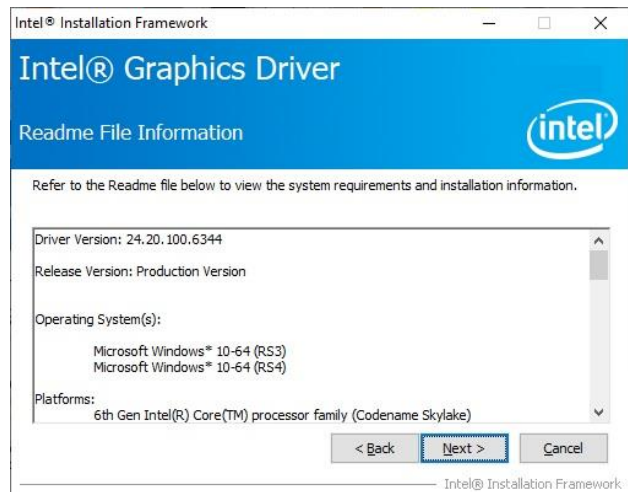 Intel® Installation Framework
Intel® Graphics Driver
Readme File Information
intel
Refer to the Readme file below to view the system requirements and installation information.
Driver Version: 24.20.100.6344
Release Version: Production Version
Operating System(s):
Microsoft Windows* 10-64 (RS3)
Microsoft Windows* 10-64 (RS4)
Platforms:
6th Gen Intel(R) Core(TM) processor family (Codename Skylake)
< Back
Next >
Cancel
Intel® Installation Framework